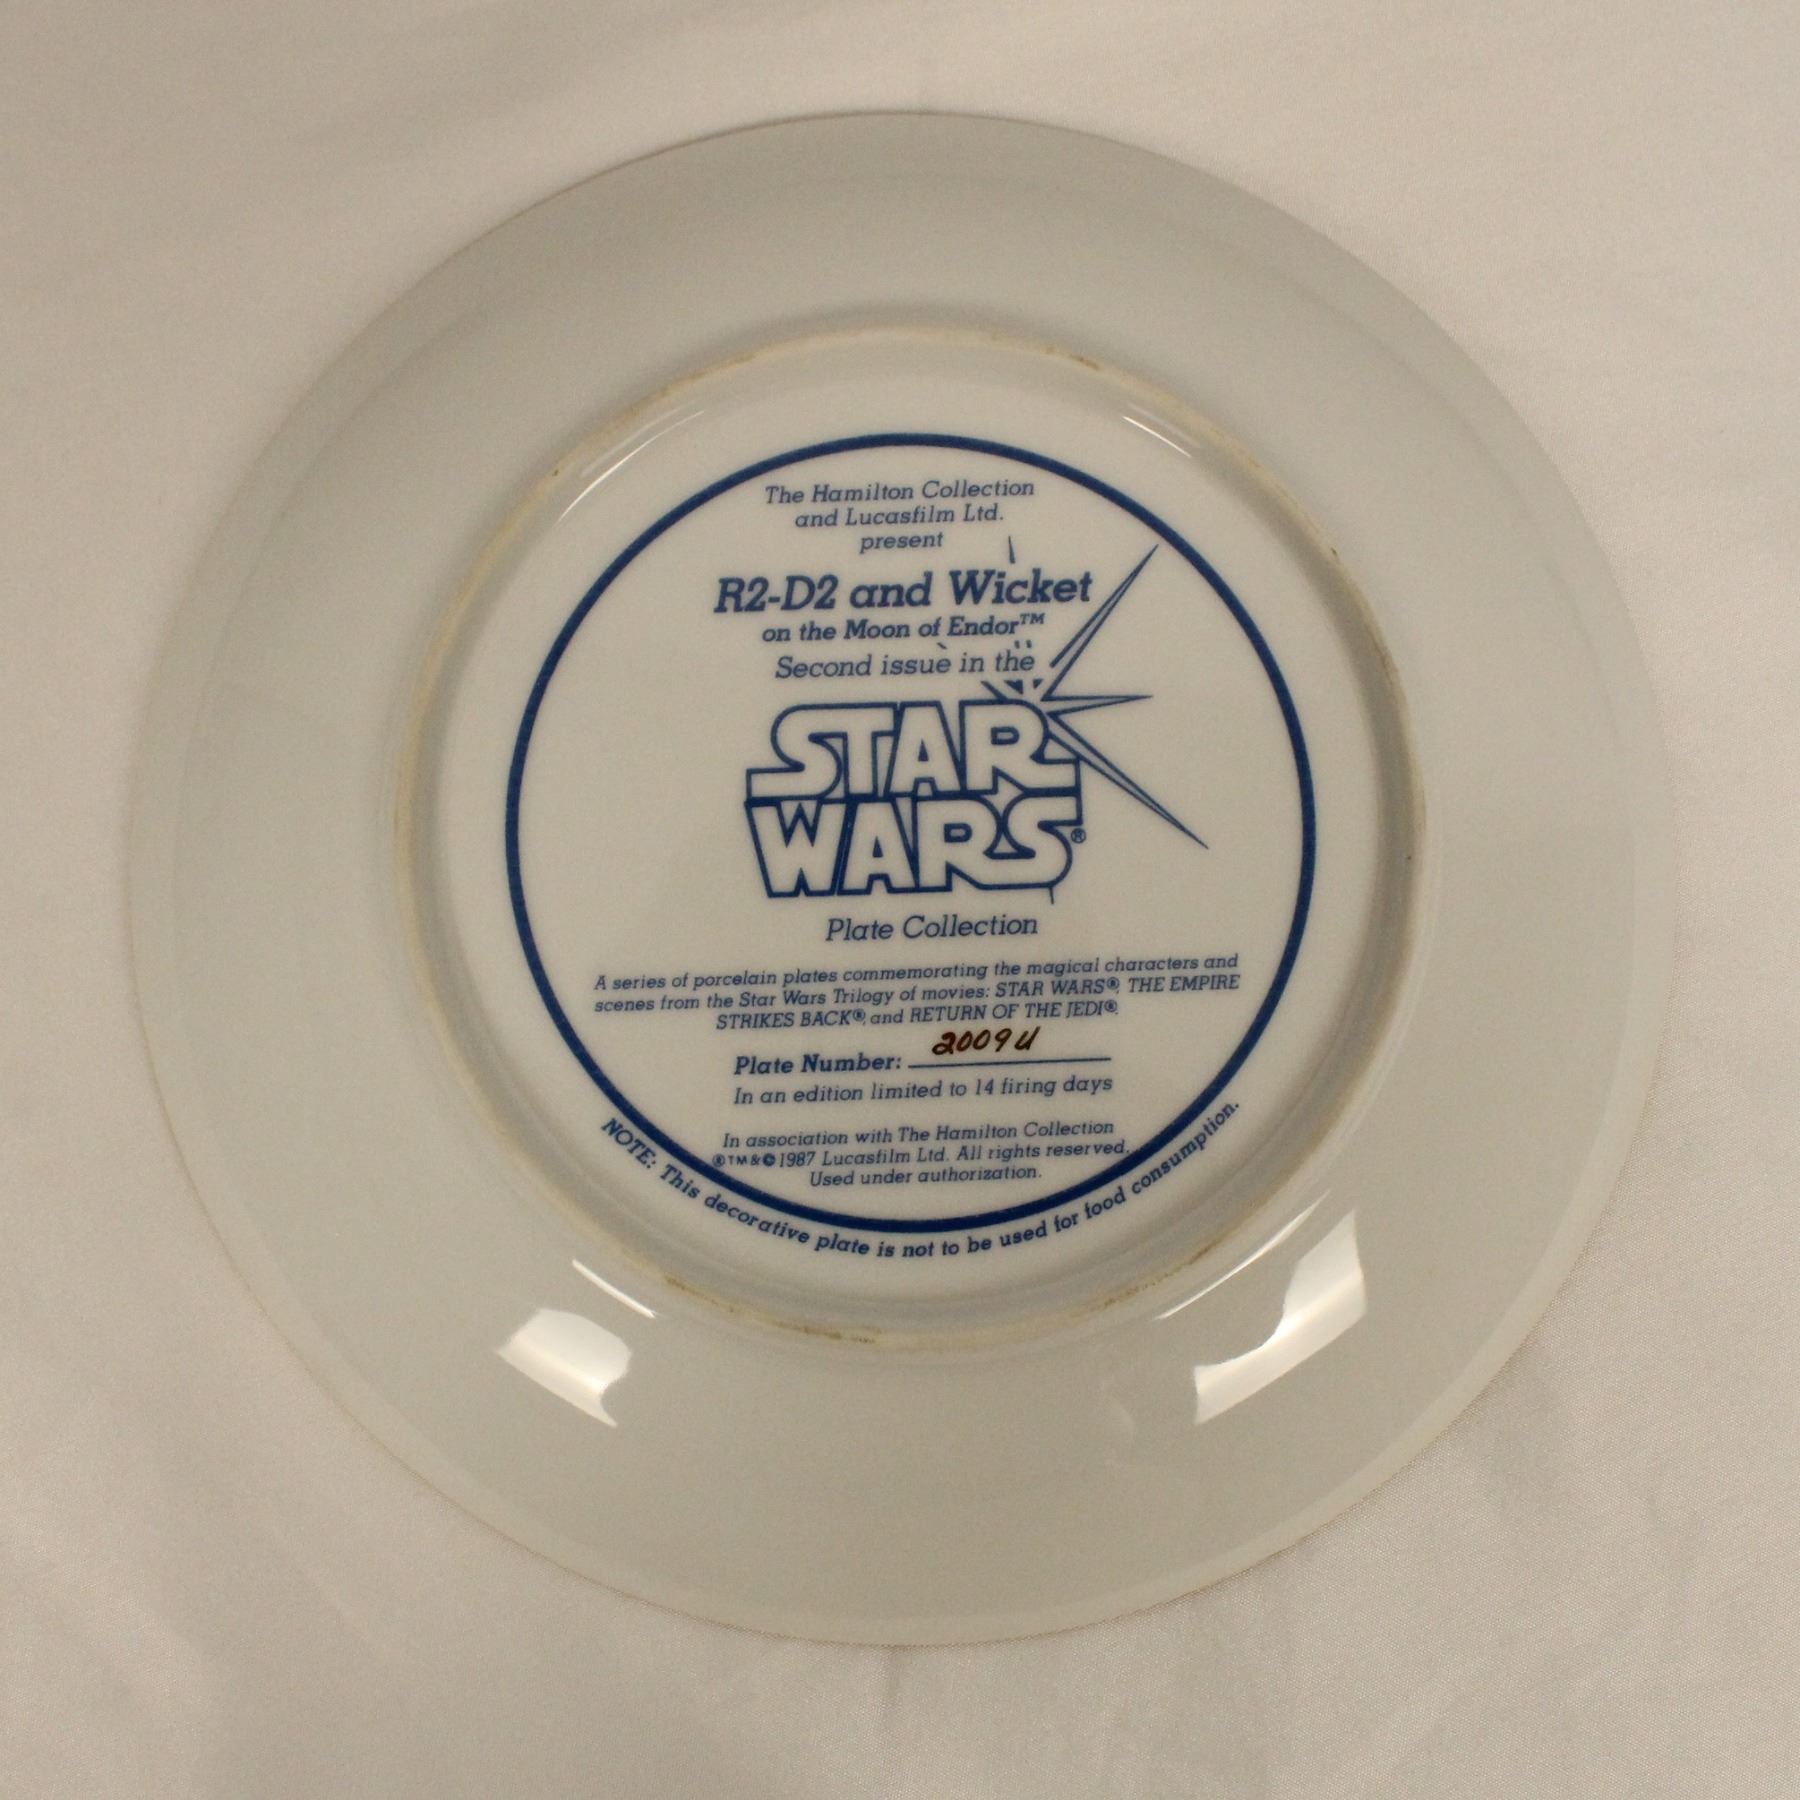 The Hamilton Collection
and Lucasfilm Ltd.
present
R2-D2 and Wicket
on the Moon of Endor™
Second issue in the
STAR
WARS®
Plate Collection
A series of porcelain plates commemorating the magical characters and
scenes from the Star Wars Trilogy of movies: STAR WARS®, THE EMPIRE
STRIKES BACK®, and RETURN OF THE JEDI®.
Plate Number: 2009U
In an edition limited to 14 firing days
In association with The Hamilton Collection
®™&©1987 Lucasfilm Ltd. All rights reserved.
Used under authorization.
NOTE: This decorative plate is not to be used for food consumption.